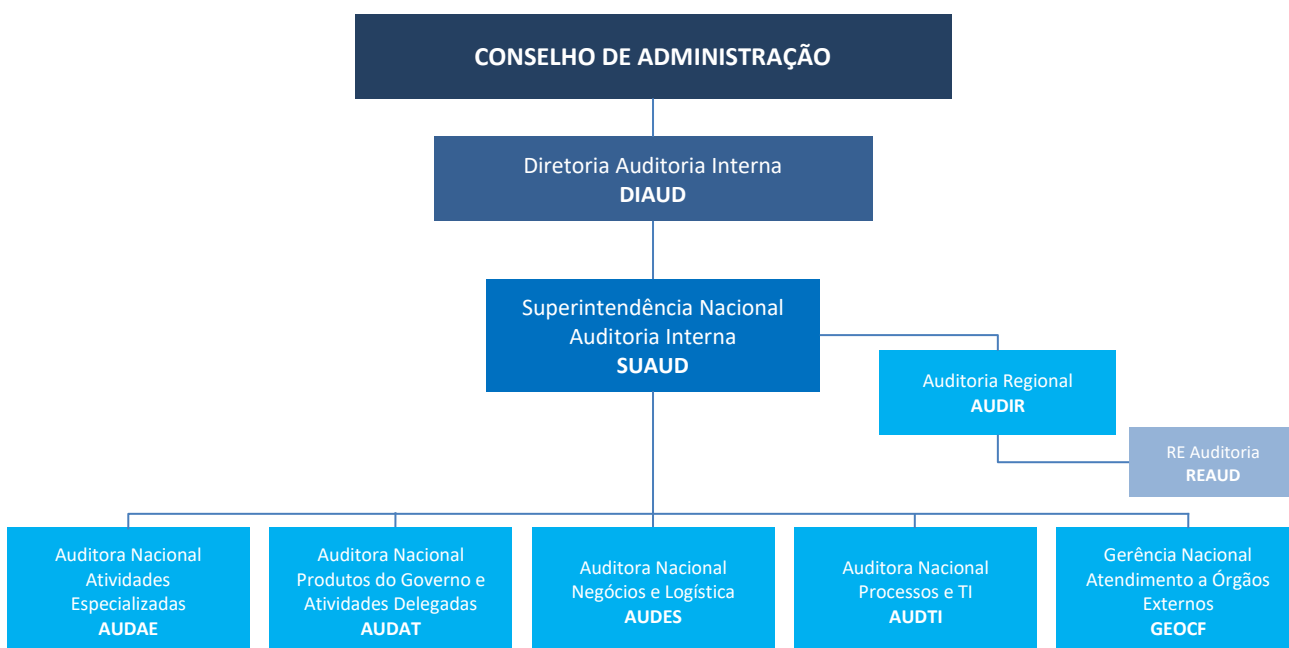 CONSELHO DE ADMINISTRAÇÃO
Diretoria Auditoria Interna
DIAUD
Superintendência Nacional
Auditoria Interna
SUAUD
Auditoria Regional
AUDIR
RE Auditoria
REAUD
Auditora Nacional
Atividades
Especializadas
AUDAE
Auditora Nacional
Produtos do Governo e
Atividades Delegadas
AUDAT
Auditora Nacional
Negócios e Logística
AUDES
Auditora Nacional
Processos e TI
AUDTI
Gerência Nacional
Atendimento a Órgãos
Externos
GEOCF